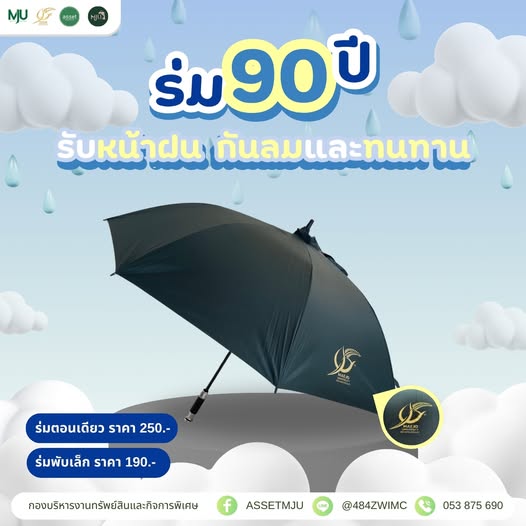 MJU
asset
MJU
ร่ม 90 ปี
รับหน้าฝน กันลมและทนทาน
MAEJO
ร่มตอนเดียว ราคา 250.-
ร่มพับเล็ก ราคา 190.-
MAEJO
กองบริหารงานทรัพย์สินและกิจการพิเศษ
ASSETMJU
@484ZWIMC
053 875 690